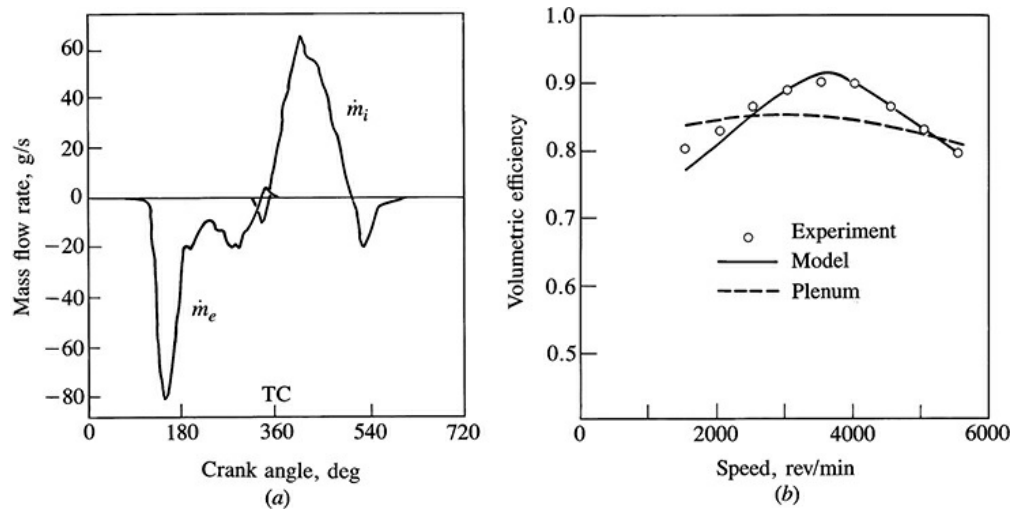 Mass flow rate, g/s
60
40
20
0
−20
−40
−60
−80
ṁᵢ
ṁₑ
TC
0 180 360 540 720
Crank angle, deg
(a)
Volumetric efficiency
1.0
0.9
0.8
0.7
0.6
0.5
Experiment
Model
Plenum
0 2000 4000 6000
Speed, rev/min
(b)